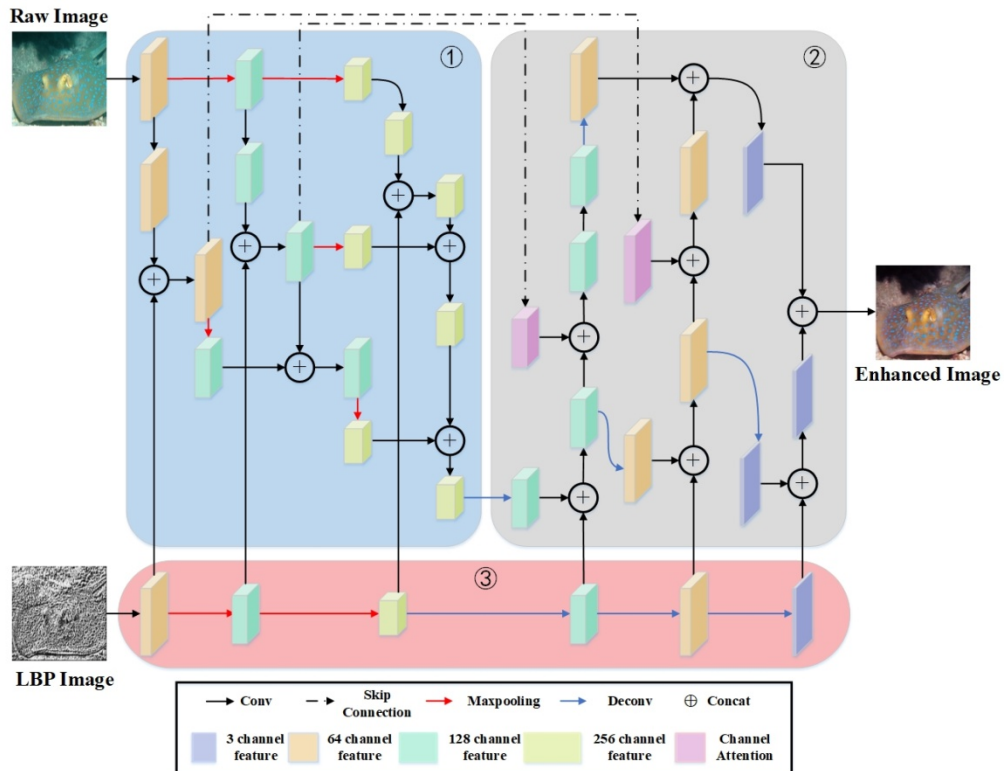 Raw Image
①
②
Enhanced Image
③
LBP Image
Conv
Skip
Connection
Maxpooling
Deconv
Concat
3 channel
feature
64 channel
feature
128 channel
feature
256 channel
feature
Channel
Attention